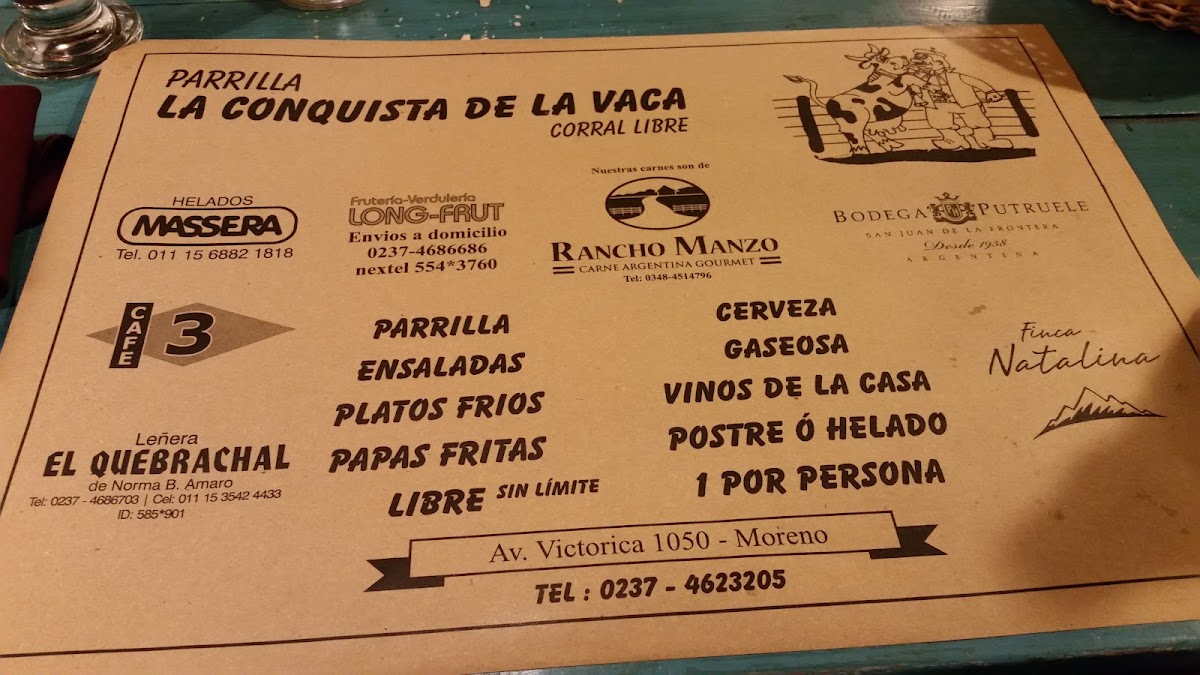 PARRILLA
LA CONQUISTA DE LA VACA
CORRAL LIBRE
HELADOS
MASSERA
Tel. 011 15 6882 1818
Frutería-Verdulería
LONG-FRUT
Envios a domicilio
0237-4686686
nextel 554*3760
Nuestras carnes son de
RANCHO MANZO
CARNE ARGENTINA GOURMET
Tel: 0348-4514796
BODEGA PUTRUELE
SAN JUAN DE LA FRONTERA
Desde 1958
ARGENTINA
CAFE 3
Leñera
EL QUEBRACHAL
de Norma B. Amaro
Tel: 0237 - 4686703 | Cel: 011 15 3542 4433
ID: 585*901
PARRILLA
ENSALADAS
PLATOS FRIOS
PAPAS FRITAS
LIBRE SIN LÍMITE
CERVEZA
GASEOSA
VINOS DE LA CASA
POSTRE Ó HELADO
1 POR PERSONA
Finca
Natalina
Av. Victorica 1050 - Moreno
TEL : 0237 - 4623205